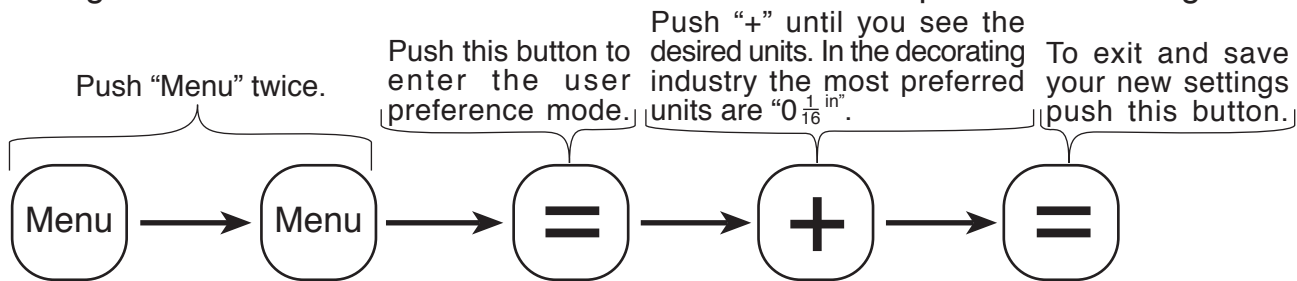 Push “Menu” twice.
Push this button to
enter the user
preference mode.
Push “+” until you see the
desired units. In the decorating
industry the most preferred
units are “0 1/16 in”.
To exit and save
your new settings
push this button.
Menu
Menu
=
+
=